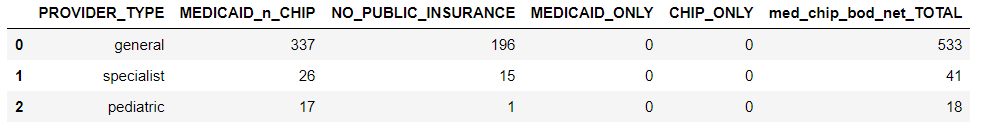 PROVIDER_TYPE MEDICAID_n_CHIP NO_PUBLIC_INSURANCE MEDICAID_ONLY CHIP_ONLY med_chip_bod_net_TOTAL
0 general 337 196 0 0 533
1 specialist 26 15 0 0 41
2 pediatric 17 1 0 0 18